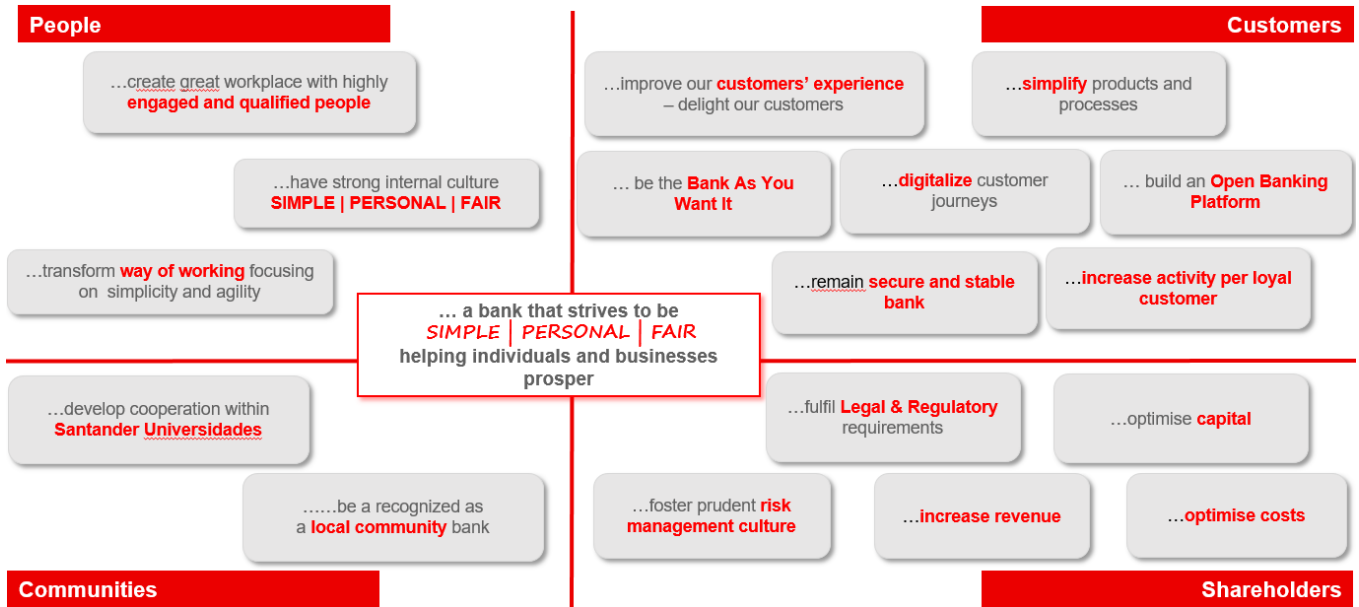 People
…create great workplace with highly
engaged and qualified people
…have strong internal culture
SIMPLE | PERSONAL | FAIR
…transform way of working focusing
on simplicity and agility
Customers
…improve our customers’ experience
– delight our customers
…simplify products and
processes
… be the Bank As You
Want It
…digitalize customer
journeys
… build an Open Banking
Platform
…remain secure and stable
bank
…increase activity per loyal
customer
… a bank that strives to be
SIMPLE | PERSONAL | FAIR
helping individuals and businesses
prosper
…develop cooperation within
Santander Universidades
……be a recognized as
a local community bank
Communities
…fulfil Legal & Regulatory
requirements
…optimise capital
…foster prudent risk
management culture
…increase revenue
…optimise costs
Shareholders